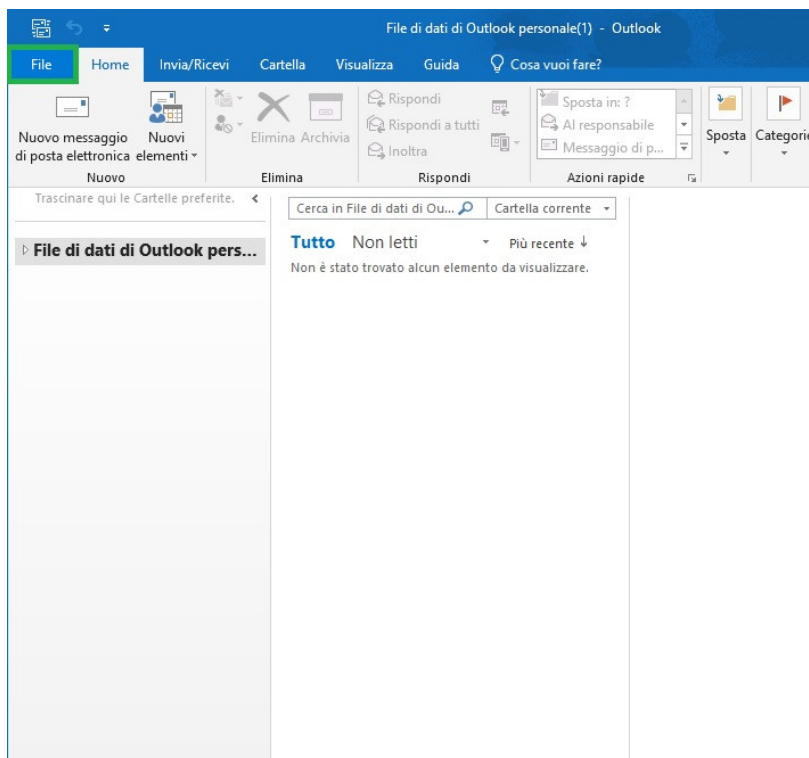 File di dati di Outlook personale(1) - Outlook
File Home Invia/Ricevi Cartella Visualizza Guida Cosa vuoi fare?
Nuovo messaggio
di posta elettronica
Nuovi
elementi
Nuovo
Elimina Archivia
Elimina
Rispondi
Rispondi a tutti
Inoltra
Rispondi
Sposta in: ?
Al responsabile
Messaggio di p...
Azioni rapide
Sposta
Categorie
Trascinare qui le Cartelle preferite.
File di dati di Outlook pers...
Cerca in File di dati di Ou... Cartella corrente
Tutto Non letti Più recente ↓
Non è stato trovato alcun elemento da visualizzare.